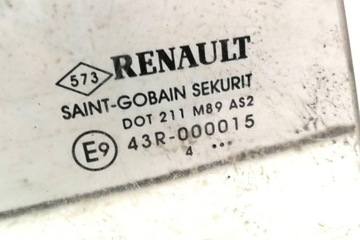 573 RENAULT
SAINT-GOBAIN SEKURIT
DOT 211 M89 AS2
E9 43R-000015
4 •••